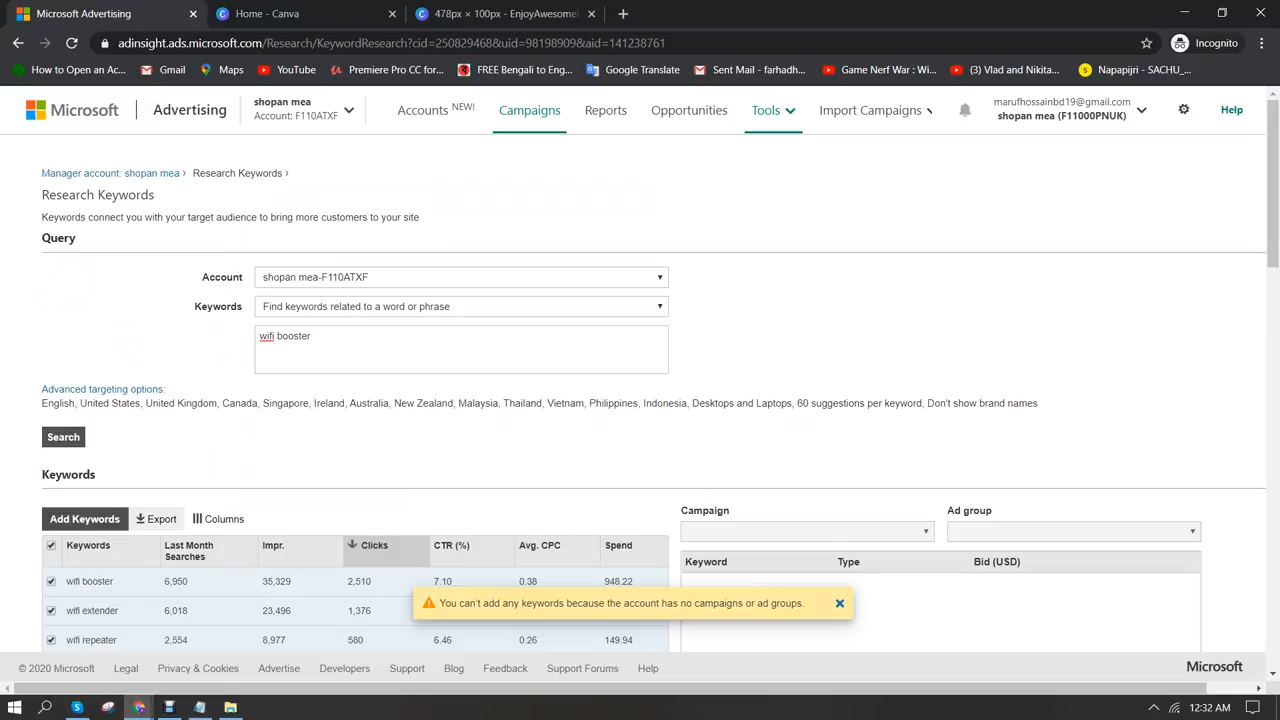 Microsoft Advertising
Home - Canva
478px × 100px - EnjoyAwesome
adinsight.ads.microsoft.com/Research/KeywordResearch?cid=250829468&uid=98198909&aid=141238761
Incognito
How to Open an Ac...
Gmail
Maps
YouTube
Premiere Pro CC for...
FREE Bengali to En...
Google Translate
Sent Mail - farhadh...
Game Nerf War : Wi...
(3) Vlad and Nikita...
Napapijri - SACHU_...
Microsoft
Advertising
shopan mea
Account: F110ATXF
Accounts NEW!
Campaigns
Reports
Opportunities
Tools
Import Campaigns
marufhossainbd19@gmail.com
shopan mea (F11000PNUK)
Help
Manager account: shopan mea › Research Keywords ›
Research Keywords
Keywords connect you with your target audience to bring more customers to your site
Query
Account
shopan mea-F110ATXF
Keywords
Find keywords related to a word or phrase
wifi booster
Advanced targeting options:
English, United States, United Kingdom, Canada, Singapore, Ireland, Australia, New Zealand, Malaysia, Thailand, Vietnam, Philippines, Indonesia, Desktops and Laptops, 60 suggestions per keyword, Don't show brand names
Search
Keywords
Add Keywords
Export
Columns
Campaign
Ad group
Keywords Last Month Searches Impr. Clicks CTR (%) Avg. CPC Spend
Keyword Type Bid (USD)
wifi booster 6,950 35,329 2,510 7.10 0.38 948.22
wifi extender 6,018 23,496 1,376
You can't add any keywords because the account has no campaigns or ad groups.
wifi repeater 2,554 8,977 580 6.46 0.26 149.94
© 2020 Microsoft Legal Privacy & Cookies Advertise Developers Support Blog Feedback Support Forums Help
Microsoft
12:32 AM